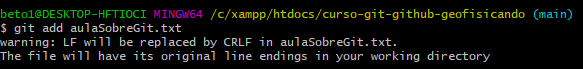 beto1@DESKTOP-HFTIOCI MINGW64 /c/xampp/htdocs/curso-git-github-geofisicando (main)
$ git add aulaSobreGit.txt
warning: LF will be replaced by CRLF in aulaSobreGit.txt.
The file will have its original line endings in your working directory